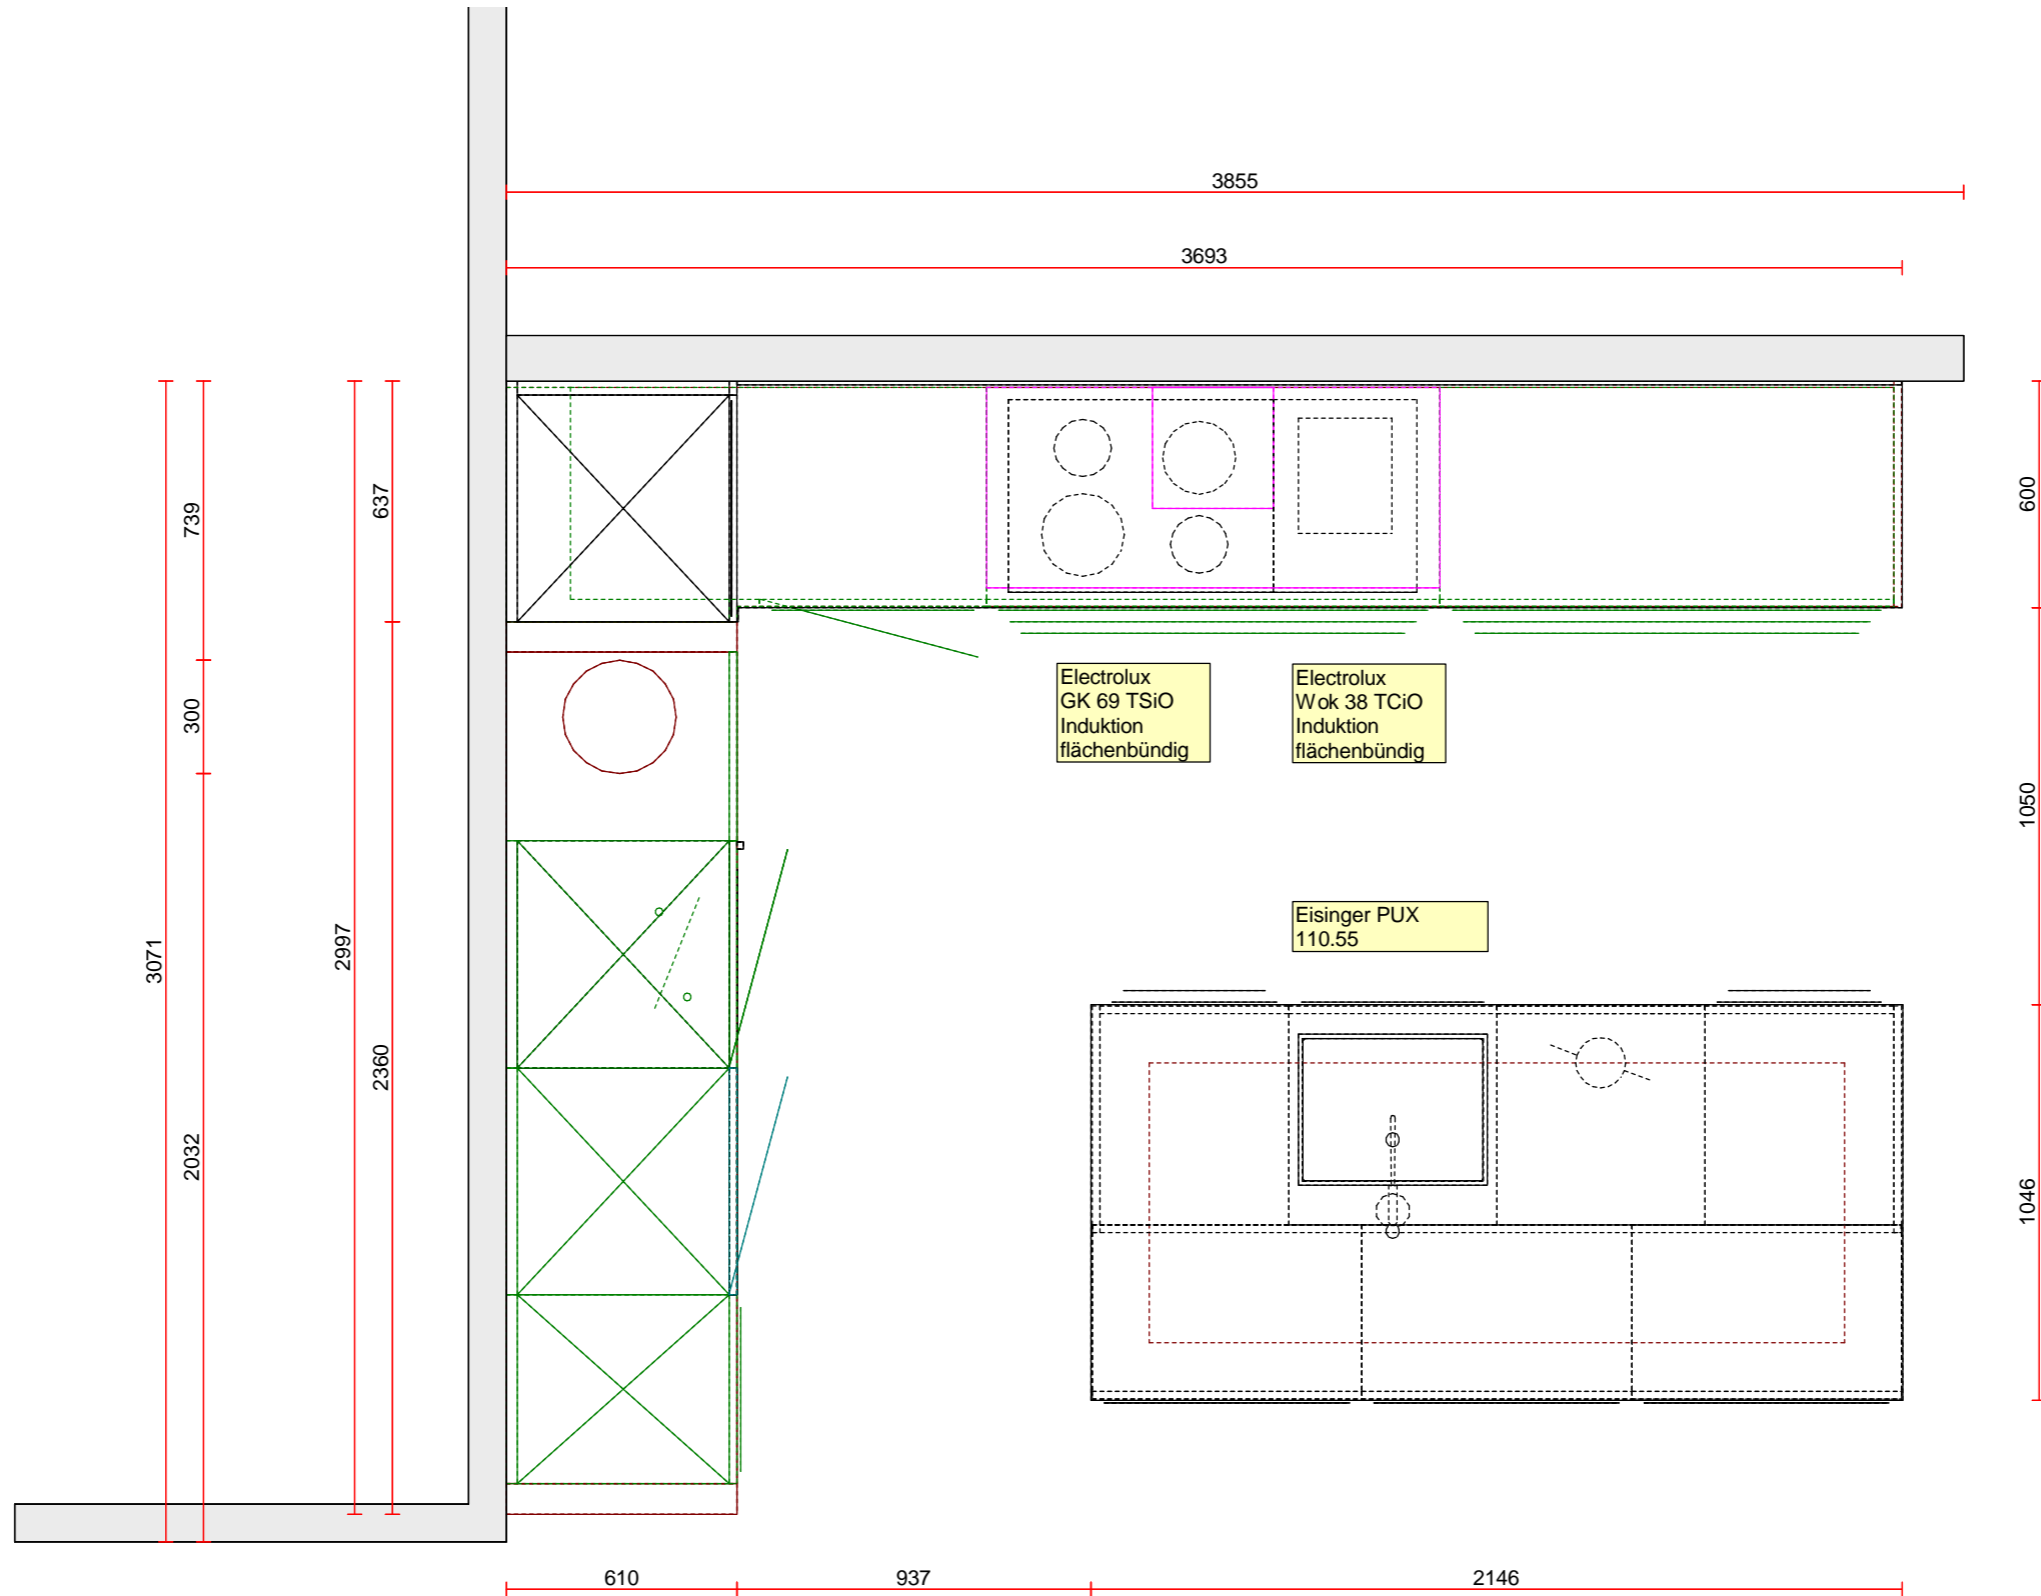 3855
3693
739
637
600
Electrolux
GK 69 TSiO
Induktion
flächenbündig
Electrolux
Wok 38 TCiO
Induktion
flächenbündig
300
1050
Eisinger PUX
110.55
3071
2997
2360
2032
1046
610
937
2146